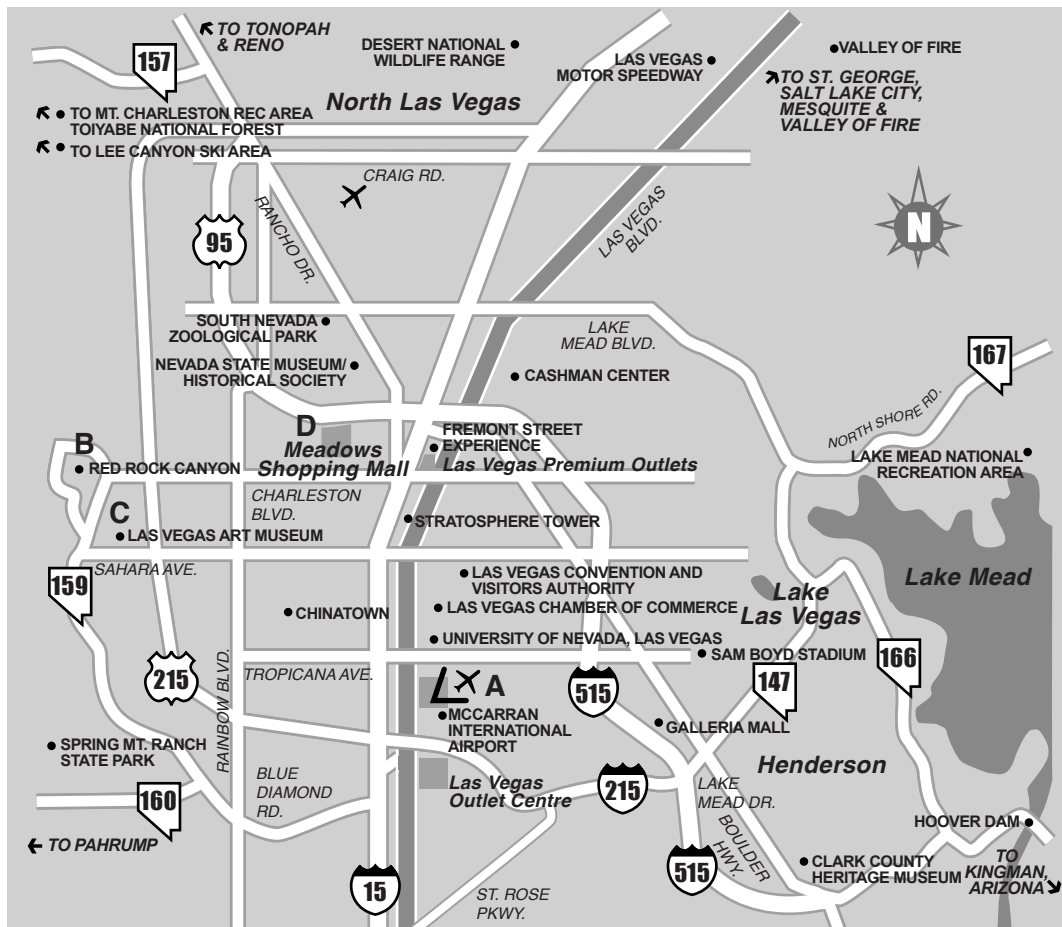 TO TONOPAH
& RENO
157
DESERT NATIONAL
WILDLIFE RANGE
LAS VEGAS
MOTOR SPEEDWAY
VALLEY OF FIRE
TO ST. GEORGE,
SALT LAKE CITY,
MESQUITE &
VALLEY OF FIRE
North Las Vegas
TO MT. CHARLESTON REC AREA
TOIYABE NATIONAL FOREST
TO LEE CANYON SKI AREA
CRAIG RD.
RANCHO DR.
LAS VEGAS
BLVD.
N
95
SOUTH NEVADA
ZOOLOGICAL PARK
LAKE
MEAD BLVD.
NEVADA STATE MUSEUM/
HISTORICAL SOCIETY
CASHMAN CENTER
167
NORTH SHORE RD.
D
Meadows
Shopping Mall
FREMONT STREET
EXPERIENCE
Las Vegas Premium Outlets
LAKE MEAD NATIONAL
RECREATION AREA
B
RED ROCK CANYON
CHARLESTON
BLVD.
C
LAS VEGAS ART MUSEUM
STRATOSPHERE TOWER
SAHARA AVE.
159
LAS VEGAS CONVENTION AND
VISITORS AUTHORITY
Lake
Las Vegas
Lake Mead
CHINATOWN
LAS VEGAS CHAMBER OF COMMERCE
UNIVERSITY OF NEVADA, LAS VEGAS
SAM BOYD STADIUM
166
215
RAINBOW BLVD.
TROPICANA AVE.
A
515
147
MCCARRAN
INTERNATIONAL
AIRPORT
GALLERIA MALL
SPRING MT. RANCH
STATE PARK
Henderson
160
BLUE
DIAMOND
RD.
Las Vegas
Outlet Centre
215
LAKE
MEAD DR.
BOULDER
HWY.
HOOVER DAM
TO PAHRUMP
15
ST. ROSE
PKWY.
515
CLARK COUNTY
HERITAGE MUSEUM
TO
KINGMAN,
ARIZONA